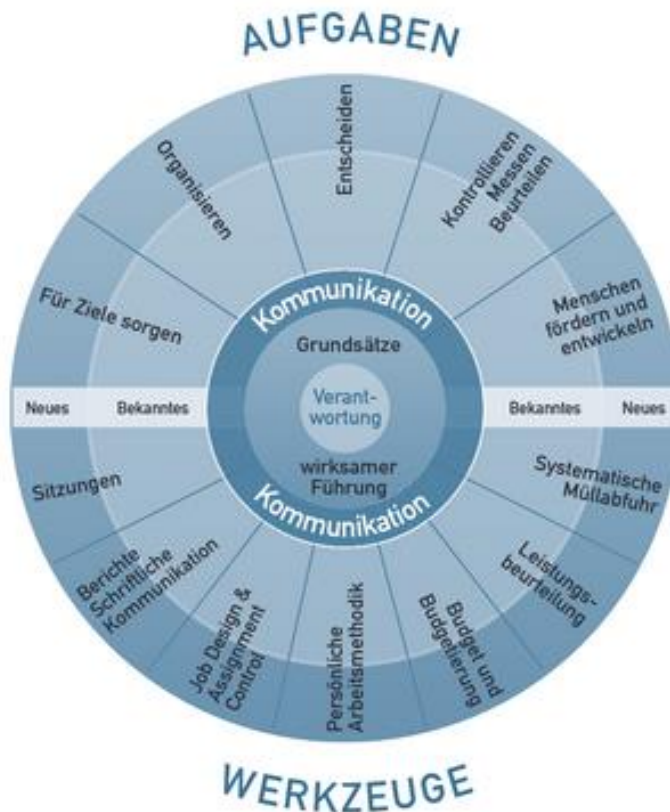 AUFGABEN
Für Ziele sorgen
Organisieren
Entscheiden
Kontrollieren
Messen
Beurteilen
Menschen
fördern und
entwickeln
Kommunikation
Grundsätze
Neues
Bekanntes
Verant-
wortung
Bekanntes
Neues
wirksamer
Führung
Kommunikation
Sitzungen
Berichte
Schriftliche
Kommunikation
Job Design &
Assignment
Control
Persönliche
Arbeitsmethodik
Budget und
Budgetierung
Leistungs-
beurteilung
Systematische
Müllabfuhr
WERKZEUGE